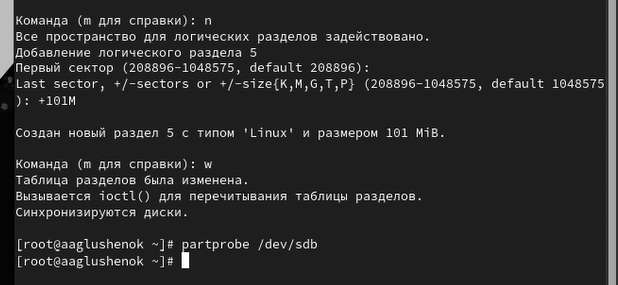 Команда (m для справки): n
Все пространство для логических разделов задействовано.
Добавление логического раздела 5
Первый сектор (208896-1048575, default 208896):
Last sector, +/-sectors or +/-size{K,M,G,T,P} (208896-1048575, default 1048575
): +101M
Создан новый раздел 5 с типом 'Linux' и размером 101 MiB.
Команда (m для справки): w
Таблица разделов была изменена.
Вызывается ioctl() для перечитывания таблицы разделов.
Синхронизируются диски.
[root@aaglushenok ~]# partprobe /dev/sdb
[root@aaglushenok ~]#